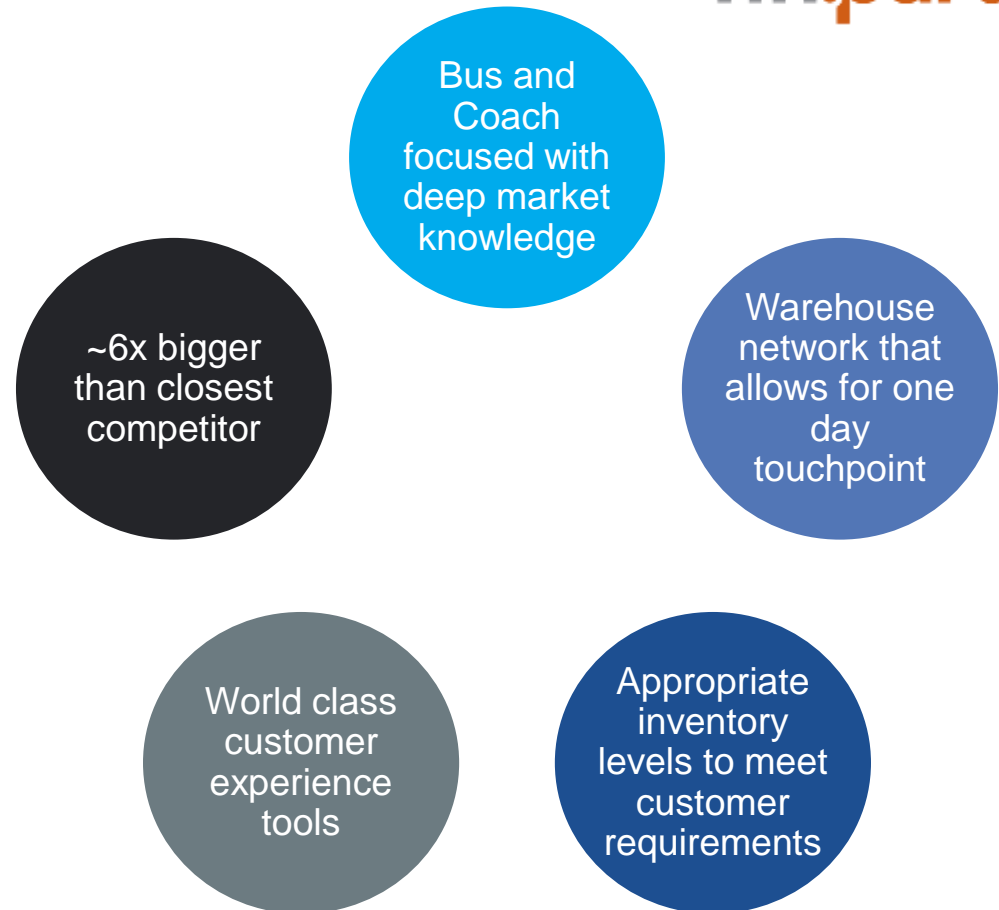 Bus and
Coach
focused with
deep market
knowledge
Warehouse
network that
allows for one
day
touchpoint
Appropriate
inventory
levels to meet
customer
requirements
World class
customer
experience
tools
~6x bigger
than closest
competitor